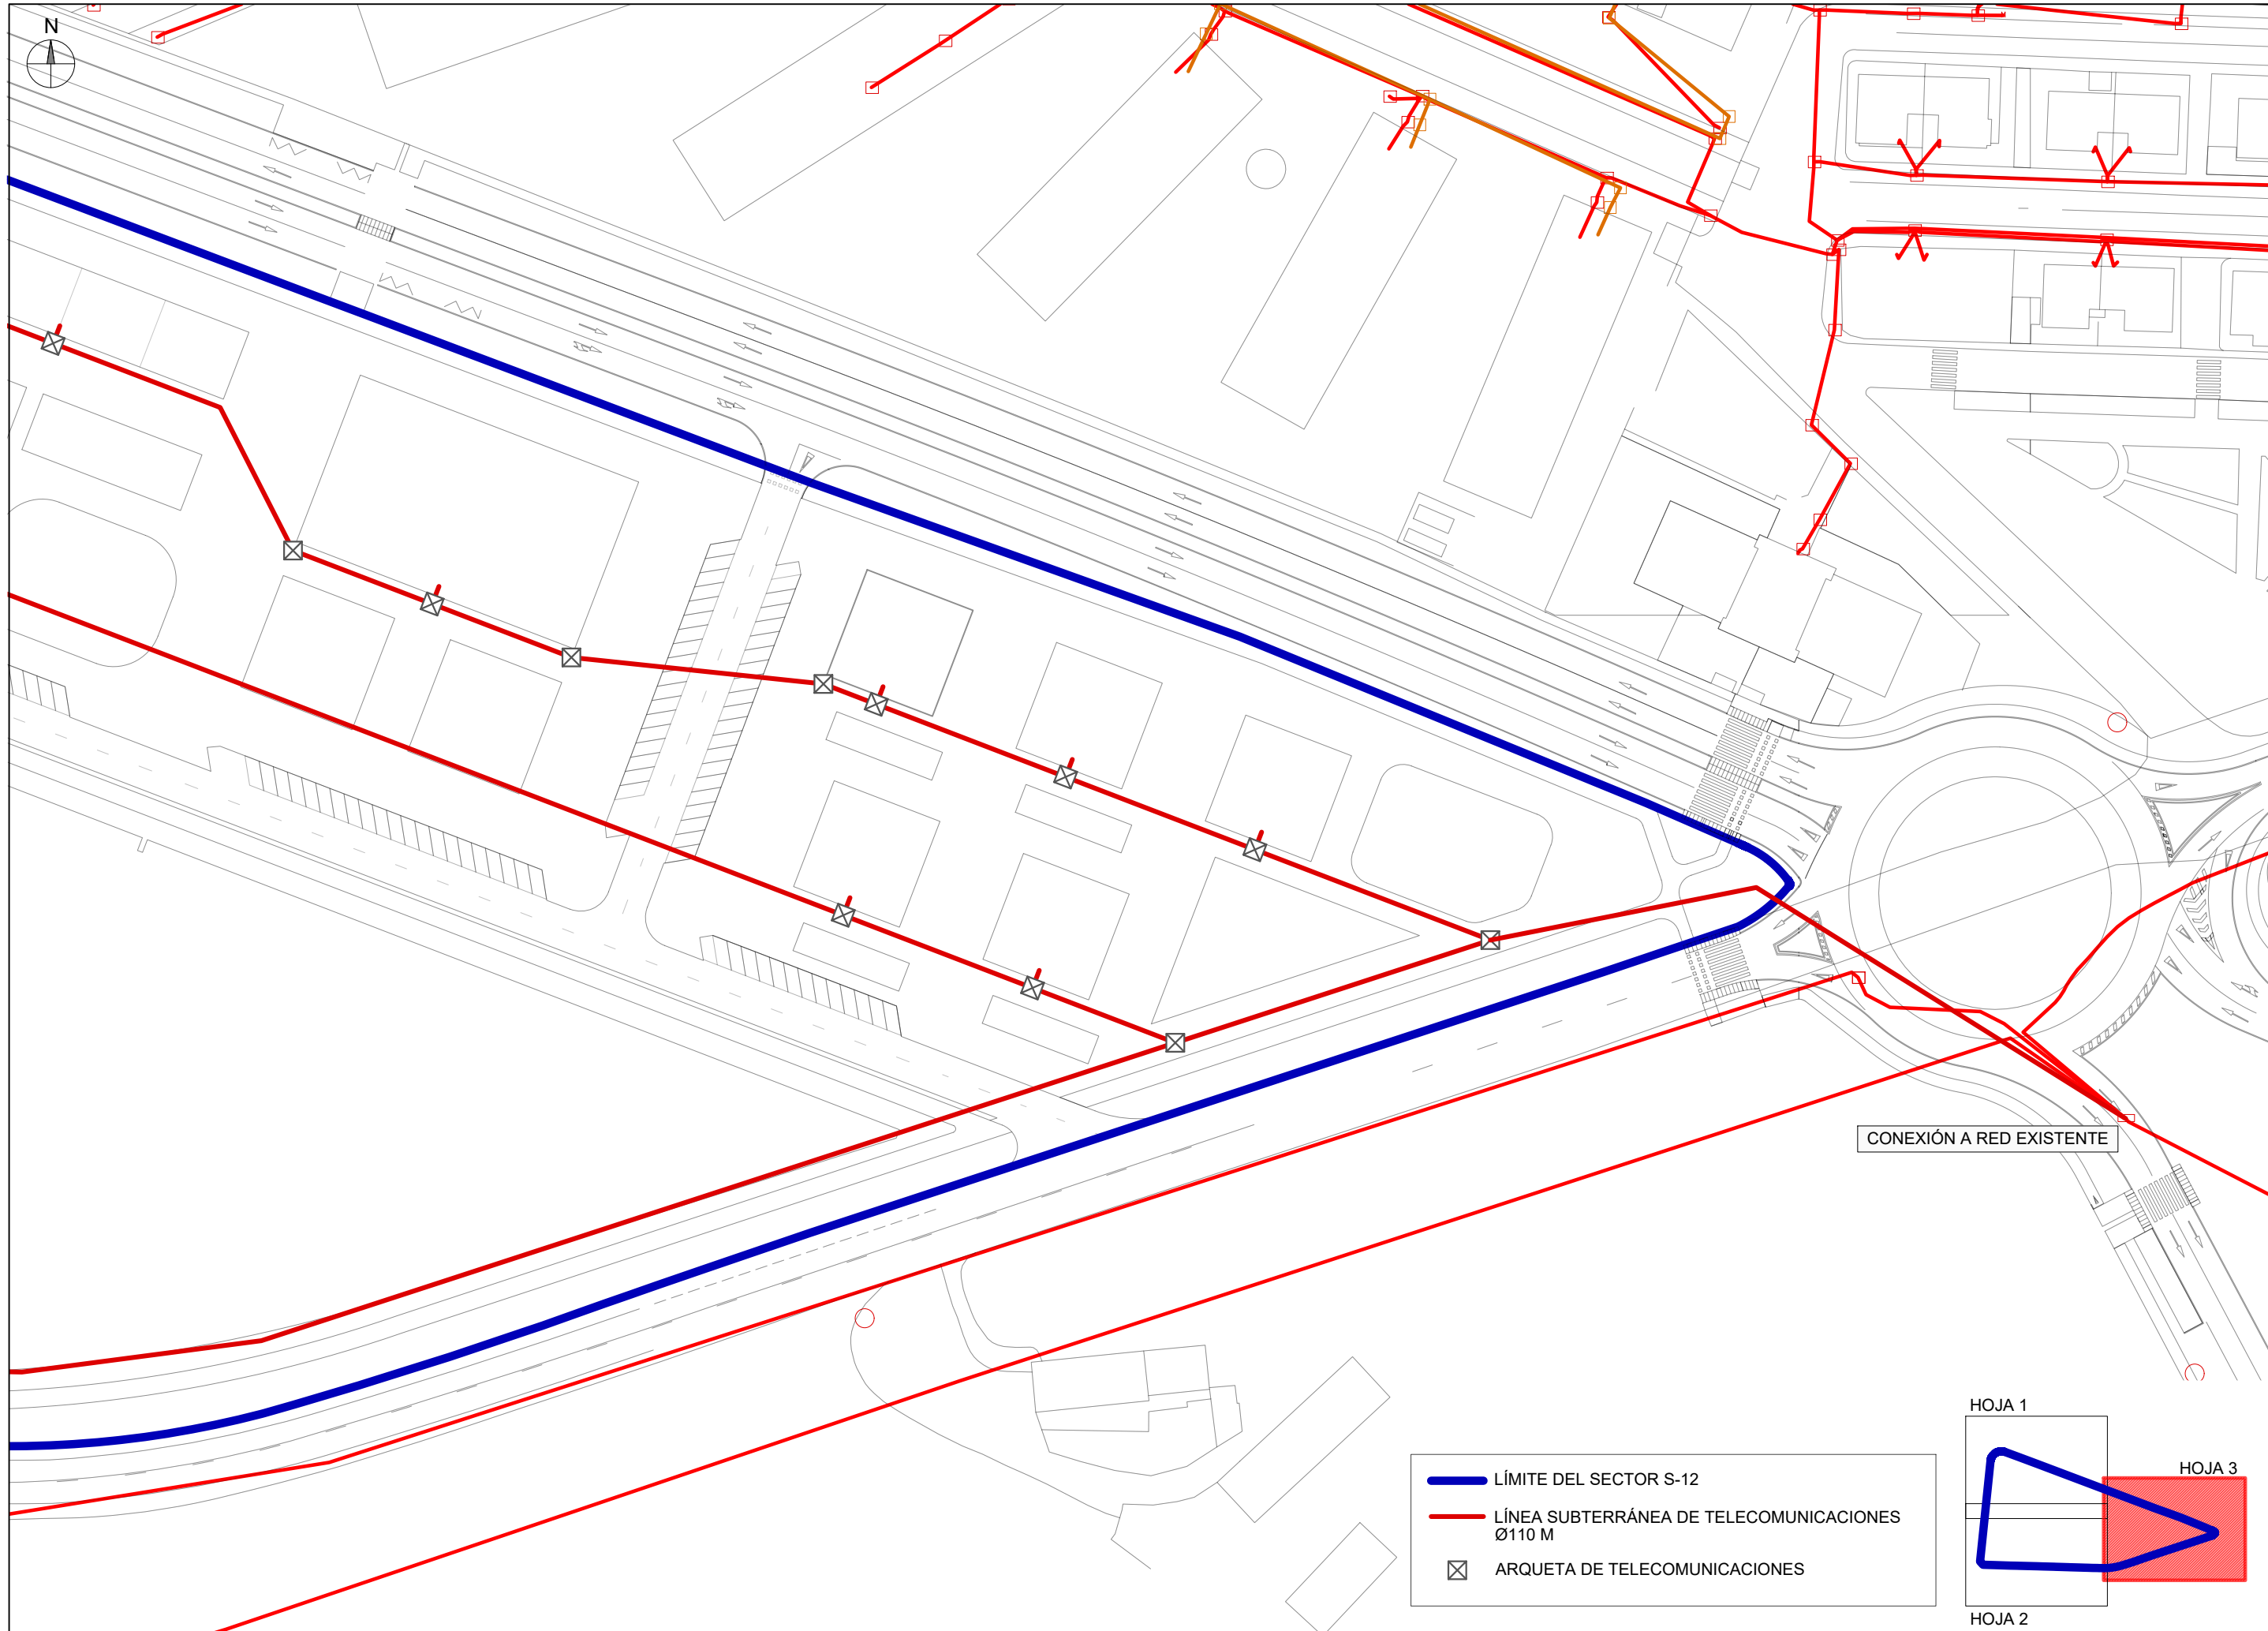 N
CONEXIÓN A RED EXISTENTE
LÍMITE DEL SECTOR S-12
LÍNEA SUBTERRÁNEA DE TELECOMUNICACIONES
Ø110 M
ARQUETA DE TELECOMUNICACIONES
HOJA 1
HOJA 3
HOJA 2